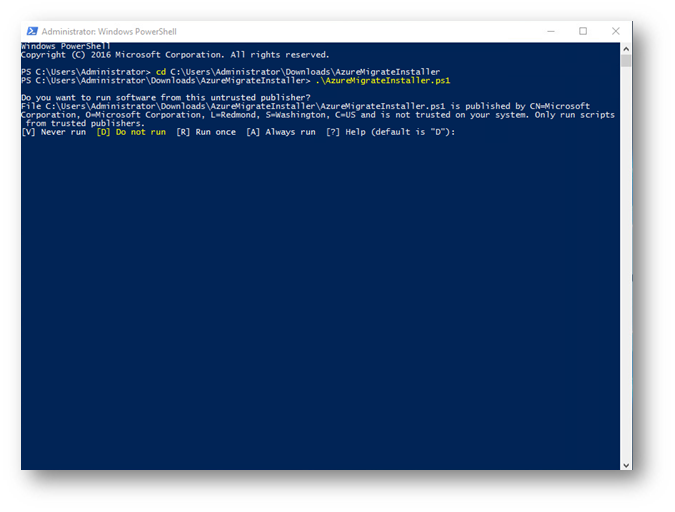 Administrator: Windows PowerShell
Windows PowerShell
Copyright (C) 2016 Microsoft Corporation. All rights reserved.
PS C:\Users\Administrator> cd C:\Users\Administrator\Downloads\AzureMigrateInstaller
PS C:\Users\Administrator\Downloads\AzureMigrateInstaller> .\AzureMigrateInstaller.ps1
Do you want to run software from this untrusted publisher?
File C:\Users\Administrator\Downloads\AzureMigrateInstaller\AzureMigrateInstaller.ps1 is published by CN=Microsoft
Corporation, O=Microsoft Corporation, L=Redmond, S=Washington, C=US and is not trusted on your system. Only run scripts
from trusted publishers.
[V] Never run  [D] Do not run  [R] Run once  [A] Always run  [?] Help (default is "D"):